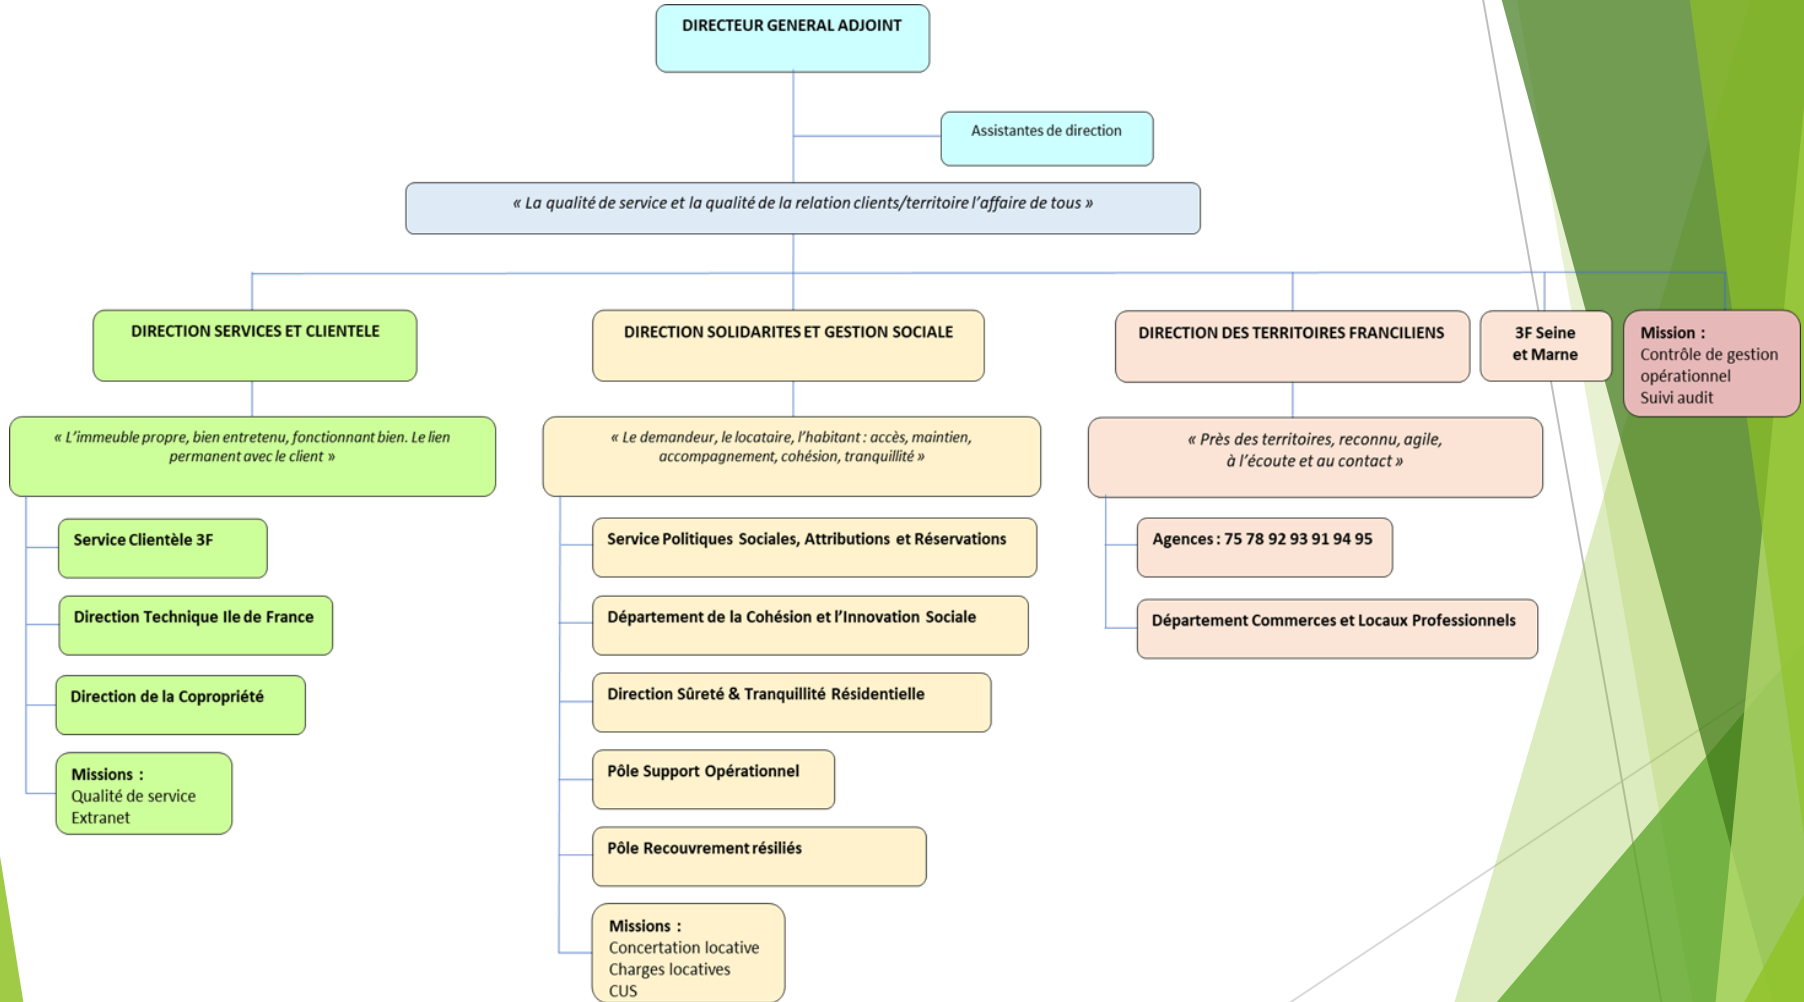 DIRECTEUR GENERAL ADJOINT
Assistantes de direction
« La qualité de service et la qualité de la relation clients/territoire l’affaire de tous »
DIRECTION SERVICES ET CLIENTELE
« L’immeuble propre, bien entretenu, fonctionnant bien. Le lien
permanent avec le client »
Service Clientèle 3F
Direction Technique Ile de France
Direction de la Copropriété
Missions :
Qualité de service
Extranet
DIRECTION SOLIDARITES ET GESTION SOCIALE
« Le demandeur, le locataire, l’habitant : accès, maintien,
accompagnement, cohésion, tranquillité »
Service Politiques Sociales, Attributions et Réservations
Département de la Cohésion et l’Innovation Sociale
Direction Sûreté & Tranquillité Résidentielle
Pôle Support Opérationnel
Pôle Recouvrement résiliés
Missions :
Concertation locative
Charges locatives
CUS
DIRECTION DES TERRITOIRES FRANCILIENS
« Près des territoires, reconnu, agile,
à l’écoute et au contact »
Agences : 75 78 92 93 91 94 95
Département Commerces et Locaux Professionnels
3F Seine
et Marne
Mission :
Contrôle de gestion
opérationnel
Suivi audit